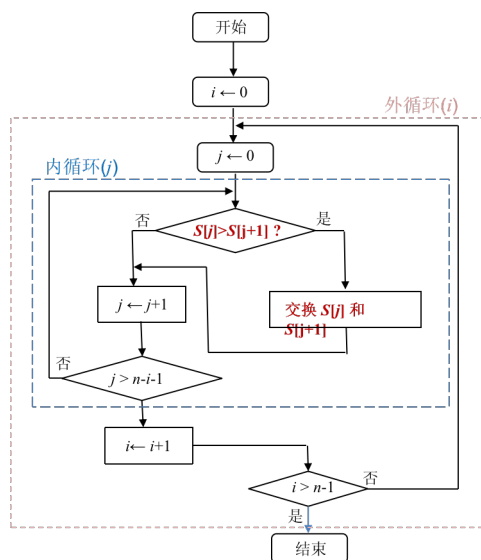 开始
i ← 0
外循环(i)
j ← 0
内循环(j)
否
S[j]>S[j+1] ?
是
j ← j+1
交换 S[j] 和
S[j+1]
否
j > n-i-1
i← i+1
i > n-1
否
是
结束